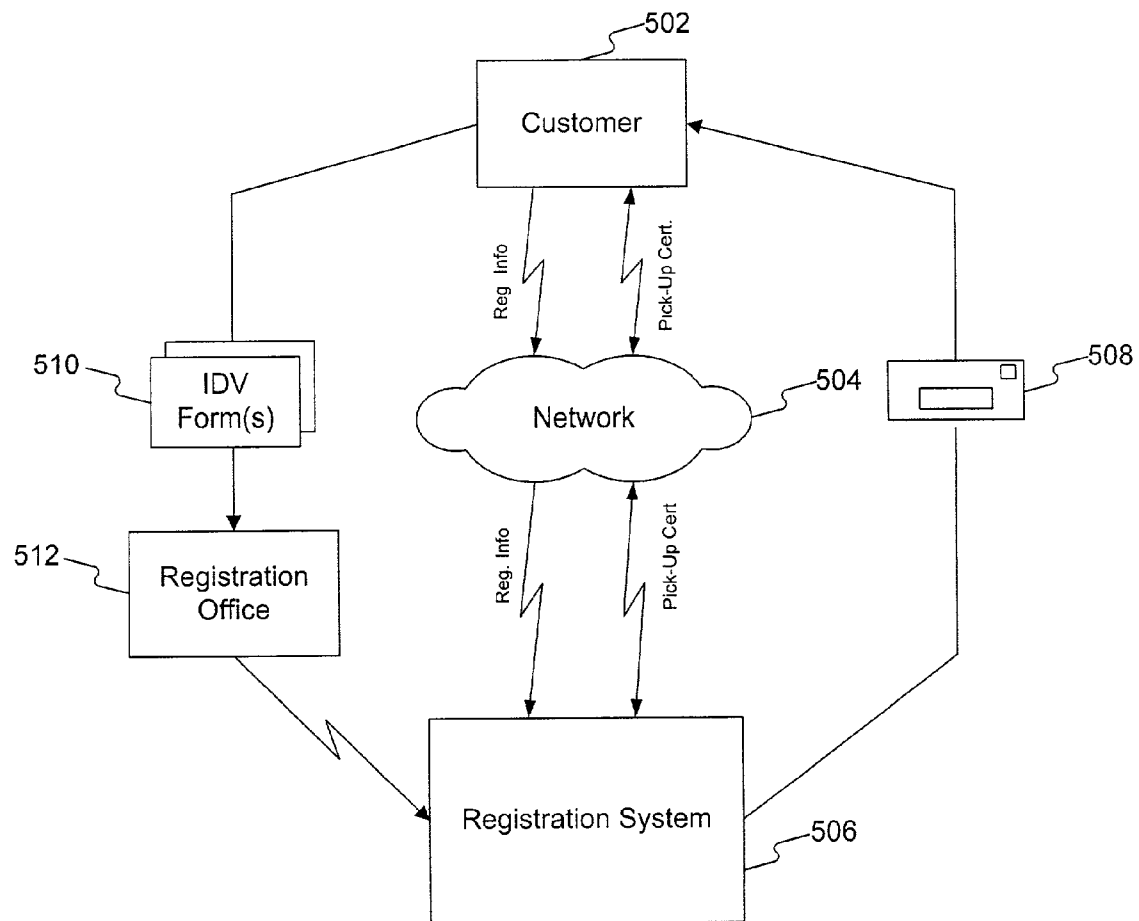 502
Customer
Reg Info
Pick-Up Cert.
510
IDV
Form(s)
504
Network
508
512
Registration
Office
Reg. Info
Pick-Up Cert
Registration System
506